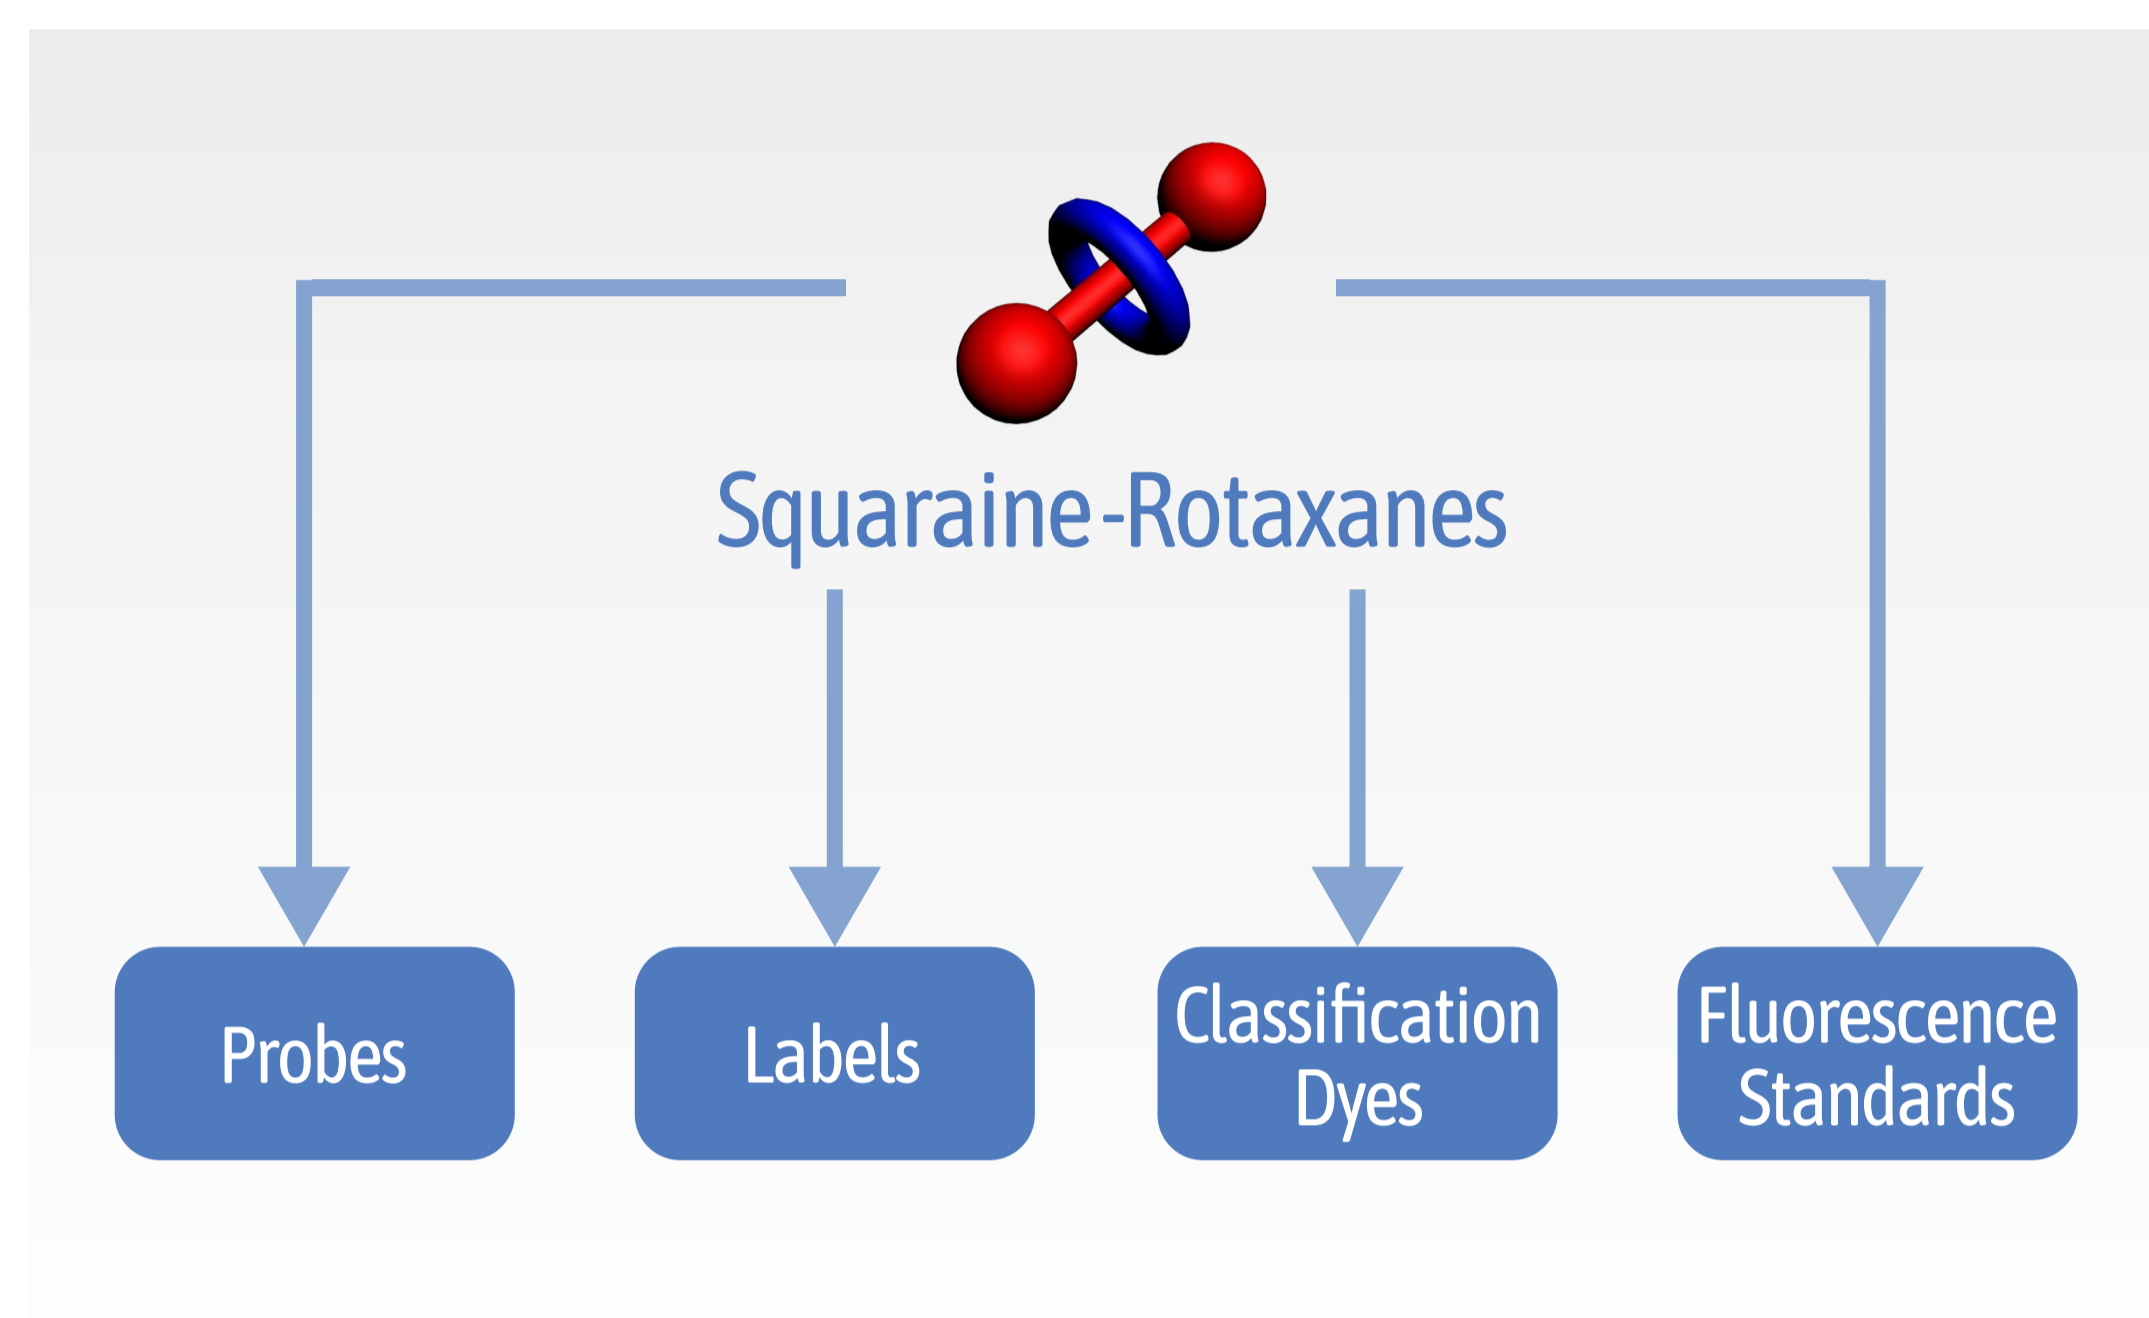 Squaraine-Rotaxanes
Probes
Labels
Classification
Dyes
Fluorescence
Standards